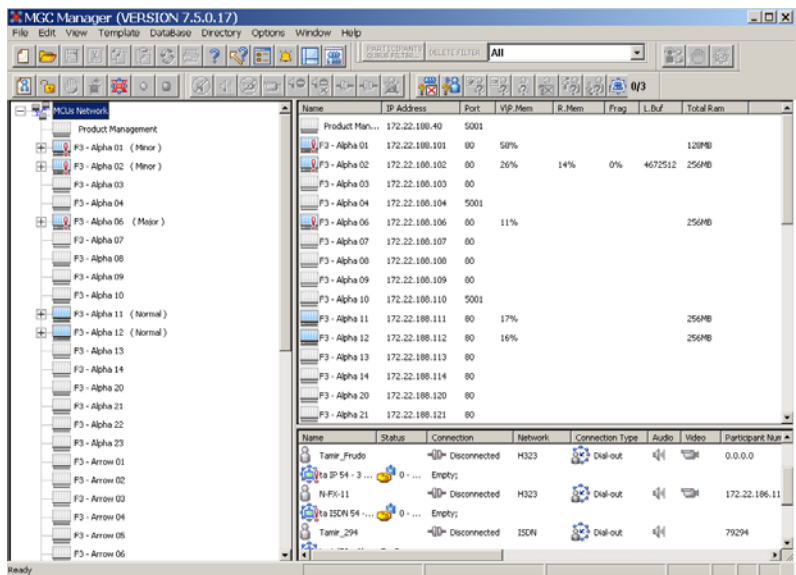 MGC Manager (VERSION 7.5.0.17)
File Edit View Template DataBase Directory Options Window Help
PARTICIPANTS QUEUE FILTER... DELETE FILTER All
0/3
MCUs Network
Product Management
F3 - Alpha 01 ( Minor )
F3 - Alpha 02 ( Minor )
F3 - Alpha 03
F3 - Alpha 04
F3 - Alpha 06 ( Major )
F3 - Alpha 07
F3 - Alpha 08
F3 - Alpha 09
F3 - Alpha 10
F3 - Alpha 11 ( Normal )
F3 - Alpha 12 ( Normal )
F3 - Alpha 13
F3 - Alpha 14
F3 - Alpha 20
F3 - Alpha 21
F3 - Alpha 22
F3 - Alpha 23
F3 - Arrow 01
F3 - Arrow 02
F3 - Arrow 03
F3 - Arrow 04
F3 - Arrow 05
F3 - Arrow 06
Name IP Address Port V\P.Mem R.Mem Frag L.Buf Total Ram
Product Man... 172.22.188.40 5001
F3 - Alpha 01 172.22.188.101 80 58% 128MB
F3 - Alpha 02 172.22.188.102 80 26% 14% 0% 4672512 256MB
F3 - Alpha 03 172.22.188.103 80
F3 - Alpha 04 172.22.188.104 5001
F3 - Alpha 06 172.22.188.106 80 11% 256MB
F3 - Alpha 07 172.22.188.107 80
F3 - Alpha 08 172.22.188.108 80
F3 - Alpha 09 172.22.188.109 80
F3 - Alpha 10 172.22.188.110 5001
F3 - Alpha 11 172.22.188.111 80 17% 256MB
F3 - Alpha 12 172.22.188.112 80 16% 256MB
F3 - Alpha 13 172.22.188.113 80
F3 - Alpha 14 172.22.188.114 80
F3 - Alpha 20 172.22.188.120 80
F3 - Alpha 21 172.22.188.121 80
Name Status Connection Network Connection Type Audio Video Participant Num
Tamir_Frudo Disconnected H323 Dial-out 0.0.0.0
ta IP 54 - 3 ... 0 - ... Empty;
N-FX-11 Disconnected H323 Dial-out 172.22.186.11
ta ISDN 54 -... 0 - ... Empty;
Tamir_294 Disconnected ISDN Dial-out 79294
Ready